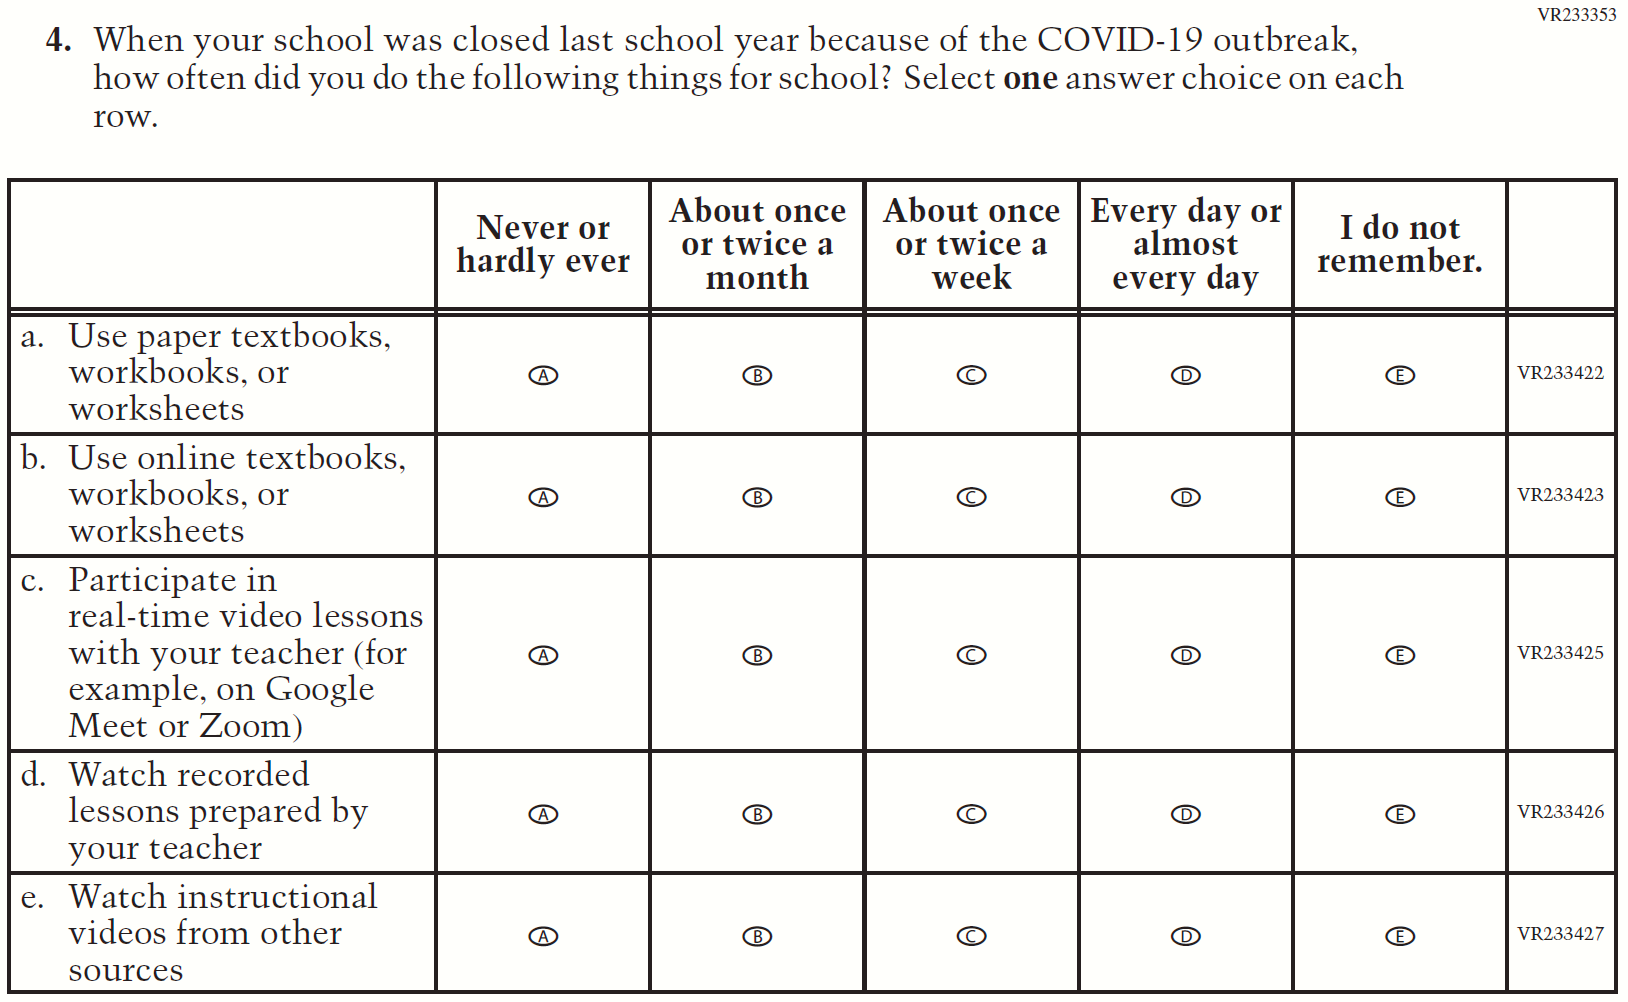 VR233353
4. When your school was closed last school year because of the COVID-19 outbreak,
how often did you do the following things for school? Select one answer choice on each
row.
Never or
hardly ever
About once
or twice a
month
About once
or twice a
week
Every day or
almost
every day
I do not
remember.
a. Use paper textbooks,
workbooks, or
worksheets
A B C D E VR233422
b. Use online textbooks,
workbooks, or
worksheets
A B C D E VR233423
c. Participate in
real-time video lessons
with your teacher (for
example, on Google
Meet or Zoom)
A B C D E VR233425
d. Watch recorded
lessons prepared by
your teacher
A B C D E VR233426
e. Watch instructional
videos from other
sources
A B C D E VR233427